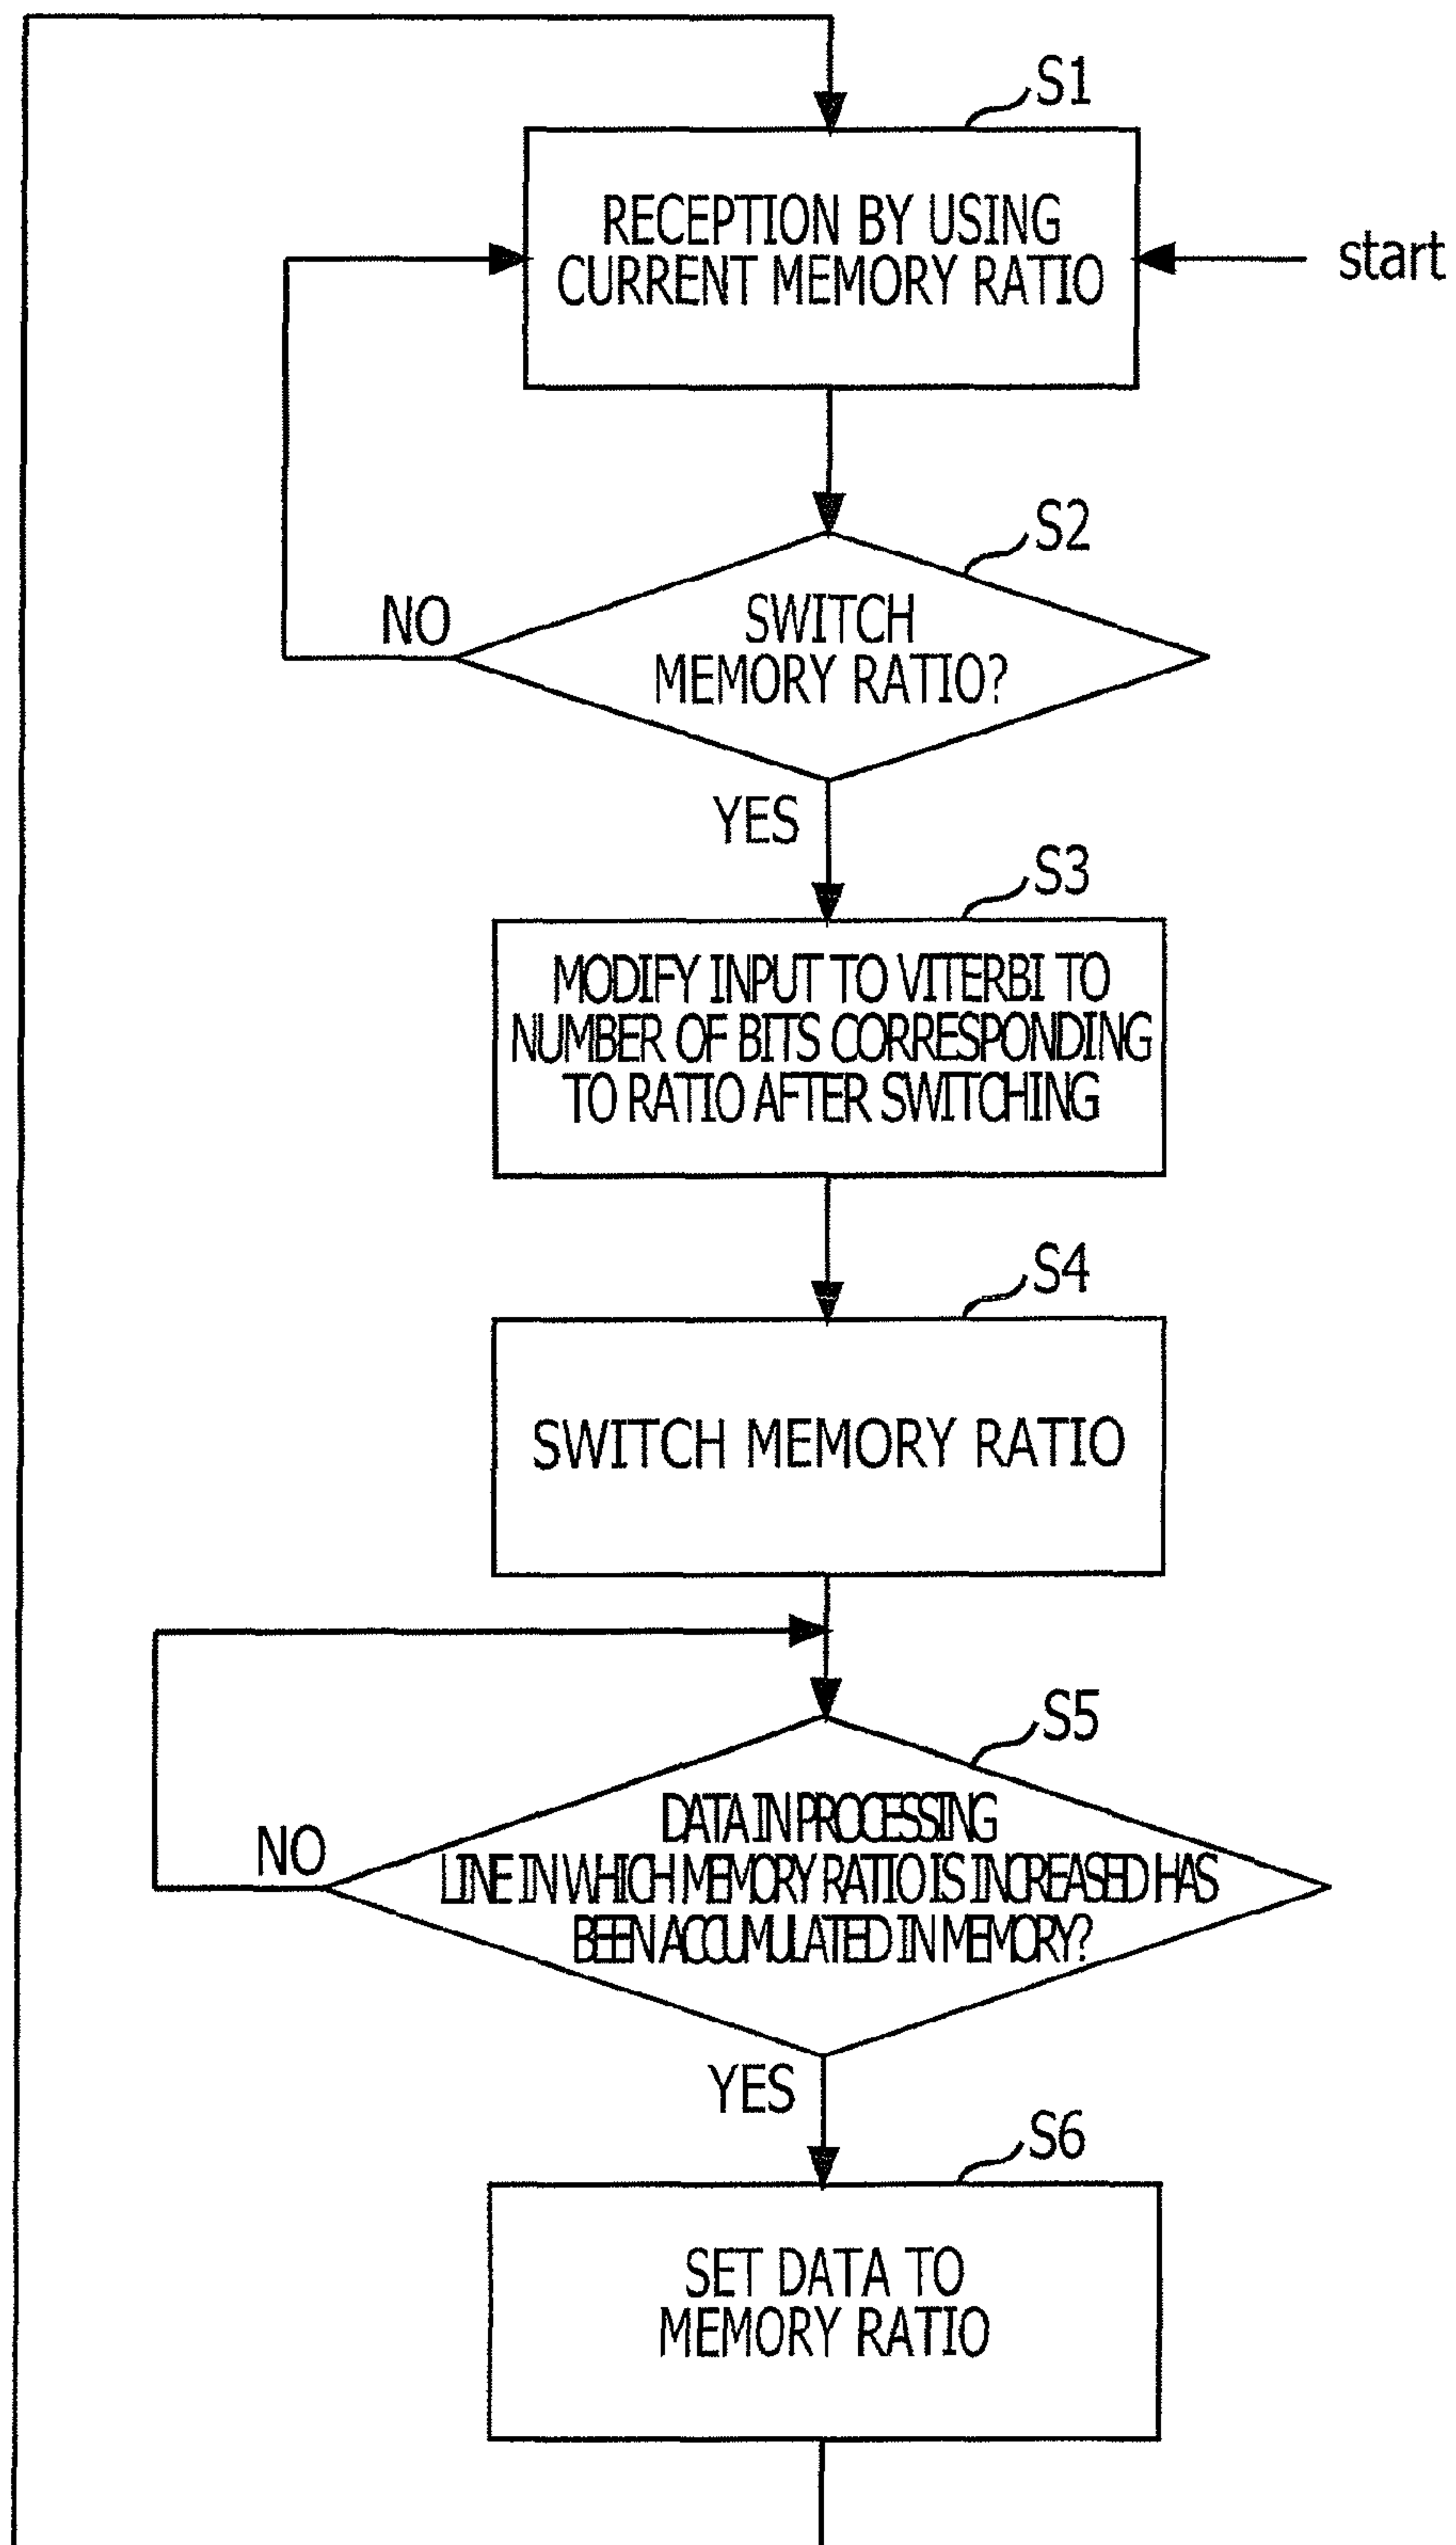 S1
RECEPTION BY USING
CURRENT MEMORY RATIO
start
S2
SWITCH
MEMORY RATIO?
NO
YES
S3
MODIFY INPUT TO VITERBI TO
NUMBER OF BITS CORRESPONDING
TO RATIO AFTER SWITCHING
S4
SWITCH MEMORY RATIO
S5
DATA IN PROCESSING
LINE IN WHICH MEMORY RATIO IS INCREASED HAS
BEEN ACCUMULATED IN MEMORY?
NO
YES
S6
SET DATA TO
MEMORY RATIO